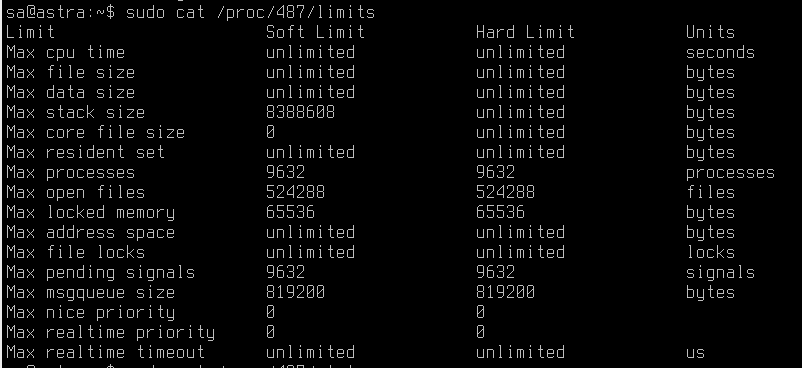 sa@astra:~$ sudo cat /proc/487/limits
Limit Soft Limit Hard Limit Units
Max cpu time unlimited unlimited seconds
Max file size unlimited unlimited bytes
Max data size unlimited unlimited bytes
Max stack size 8388608 unlimited bytes
Max core file size 0 unlimited bytes
Max resident set unlimited unlimited bytes
Max processes 9632 9632 processes
Max open files 524288 524288 files
Max locked memory 65536 65536 bytes
Max address space unlimited unlimited bytes
Max file locks unlimited unlimited locks
Max pending signals 9632 9632 signals
Max msgqueue size 819200 819200 bytes
Max nice priority 0 0
Max realtime priority 0 0
Max realtime timeout unlimited unlimited us